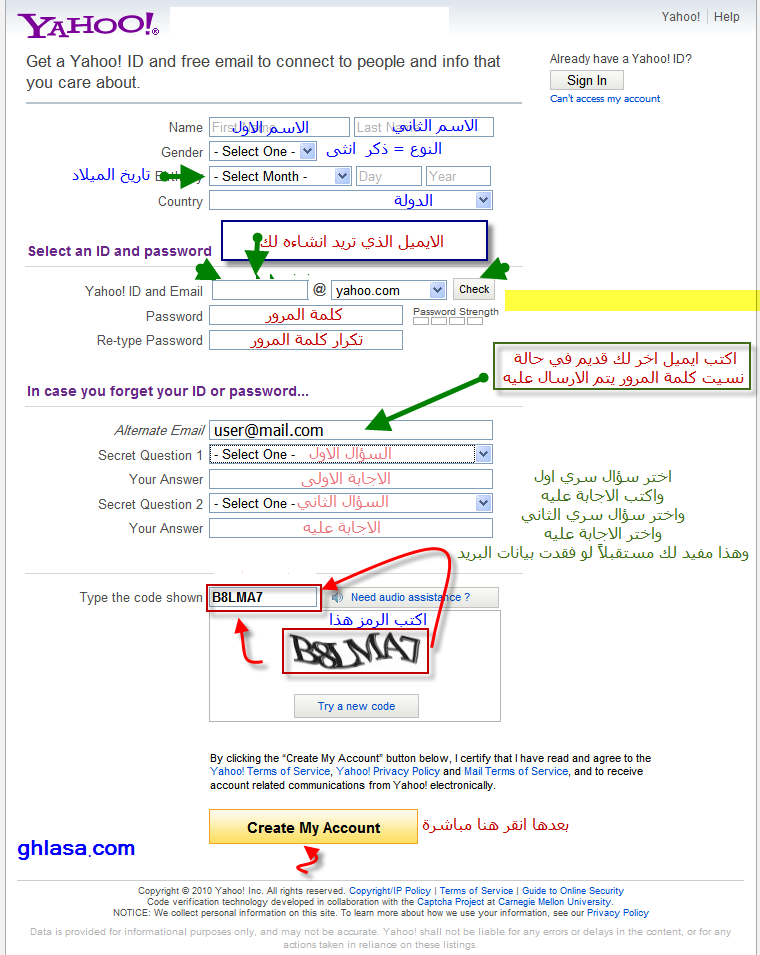 YAHOO!®
Yahoo! | Help
Get a Yahoo! ID and free email to connect to people and info that
you care about.
Already have a Yahoo! ID?
Sign In
Can't access my account
Name First Name الاسم الاول Last Name الاسم الثاني
Gender - Select One - النوع = ذكر انثى
تاريخ الميلاد - Select Month - Day Year
Country الدولة
الايميل الذي تريد انشاءه لك
Select an ID and password
Yahoo! ID and Email @ yahoo.com Check
Password كلمة المرور Password Strength
Re-type Password تكرار كلمة المرور
اكتب ايميل اخر لك قديم في حالة
نسيت كلمة المرور يتم الارسال عليه
In case you forget your ID or password...
Alternate Email user@mail.com
Secret Question 1 - Select One - السؤال الاول
Your Answer الاجابة الاولى
Secret Question 2 - Select One - السؤال الثاني
Your Answer الاجابة عليه
اختر سؤال سري اول
واكتب الاجابة عليه
واختر سؤال سري الثاني
واختر الاجابة عليه
وهذا مفيد لك مستقبلاً لو فقدت بيانات البريد
Type the code shown B8LMA7 Need audio assistance ?
اكتب الرمز هذا
B8LMA7
Try a new code
By clicking the “Create My Account” button below, I certify that I have read and agree to the
Yahoo! Terms of Service, Yahoo! Privacy Policy and Mail Terms of Service, and to receive
account related communications from Yahoo! electronically.
Create My Account بعدها انقر هنا مباشرة
ghlasa.com
Copyright © 2010 Yahoo! Inc. All rights reserved. Copyright/IP Policy | Terms of Service | Guide to Online Security
Code verification technology developed in collaboration with the Captcha Project at Carnegie Mellon University.
NOTICE: We collect personal information on this site. To learn more about how we use your information, see our Privacy Policy
Data is provided for informational purposes only, and may not be accurate. Yahoo! shall not be liable for any errors or delays in the content, or for any
actions taken in reliance on these listings.